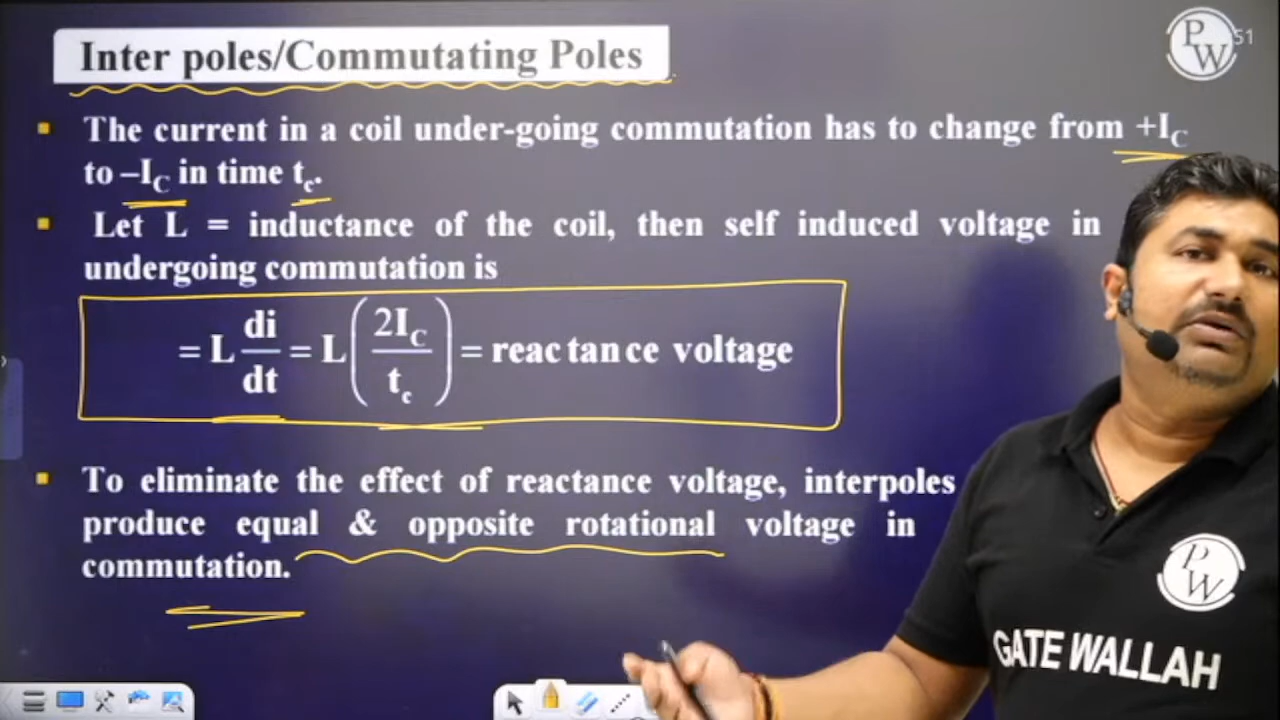 Inter poles/Commutating Poles
PW 51
The current in a coil under-going commutation has to change from +I_C
to –I_C in time t_c.
Let L = inductance of the coil, then self induced voltage in
undergoing commutation is
= L di/dt = L(2I_C/t_c) = reactance voltage
To eliminate the effect of reactance voltage, interpoles
produce equal & opposite rotational voltage in
commutation.
PW
GATE WALLAH